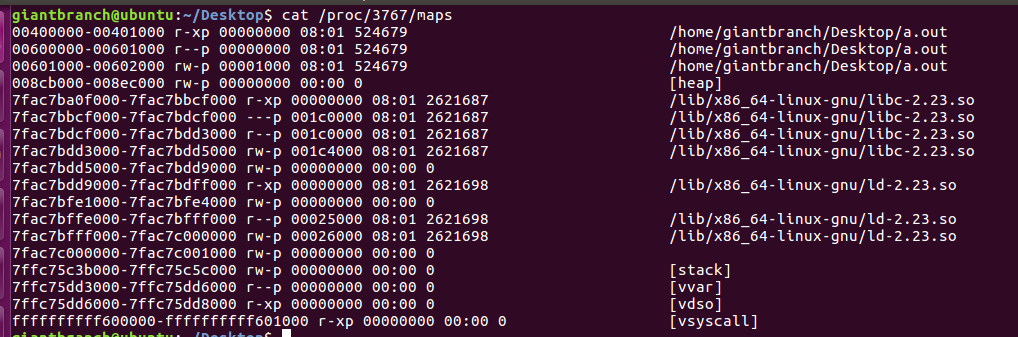 giantbranch@ubuntu:~/Desktop$ cat /proc/3767/maps
00400000-00401000 r-xp 00000000 08:01 524679 /home/giantbranch/Desktop/a.out
00600000-00601000 r--p 00000000 08:01 524679 /home/giantbranch/Desktop/a.out
00601000-00602000 rw-p 00001000 08:01 524679 /home/giantbranch/Desktop/a.out
008cb000-008ec000 rw-p 00000000 00:00 0 [heap]
7fac7ba0f000-7fac7bbcf000 r-xp 00000000 08:01 2621687 /lib/x86_64-linux-gnu/libc-2.23.so
7fac7bbcf000-7fac7bdcf000 ---p 001c0000 08:01 2621687 /lib/x86_64-linux-gnu/libc-2.23.so
7fac7bdcf000-7fac7bdd3000 r--p 001c0000 08:01 2621687 /lib/x86_64-linux-gnu/libc-2.23.so
7fac7bdd3000-7fac7bdd5000 rw-p 001c4000 08:01 2621687 /lib/x86_64-linux-gnu/libc-2.23.so
7fac7bdd5000-7fac7bdd9000 rw-p 00000000 00:00 0
7fac7bdd9000-7fac7bdff000 r-xp 00000000 08:01 2621698 /lib/x86_64-linux-gnu/ld-2.23.so
7fac7bfe1000-7fac7bfe4000 rw-p 00000000 00:00 0
7fac7bffe000-7fac7bfff000 r--p 00025000 08:01 2621698 /lib/x86_64-linux-gnu/ld-2.23.so
7fac7bfff000-7fac7c000000 rw-p 00026000 08:01 2621698 /lib/x86_64-linux-gnu/ld-2.23.so
7fac7c000000-7fac7c001000 rw-p 00000000 00:00 0
7ffc75c3b000-7ffc75c5c000 rw-p 00000000 00:00 0 [stack]
7ffc75dd3000-7ffc75dd6000 r--p 00000000 00:00 0 [vvar]
7ffc75dd6000-7ffc75dd8000 r-xp 00000000 00:00 0 [vdso]
ffffffffff600000-ffffffffff601000 r-xp 00000000 00:00 0 [vsyscall]
giantbranch@ubuntu:~/Desktop$